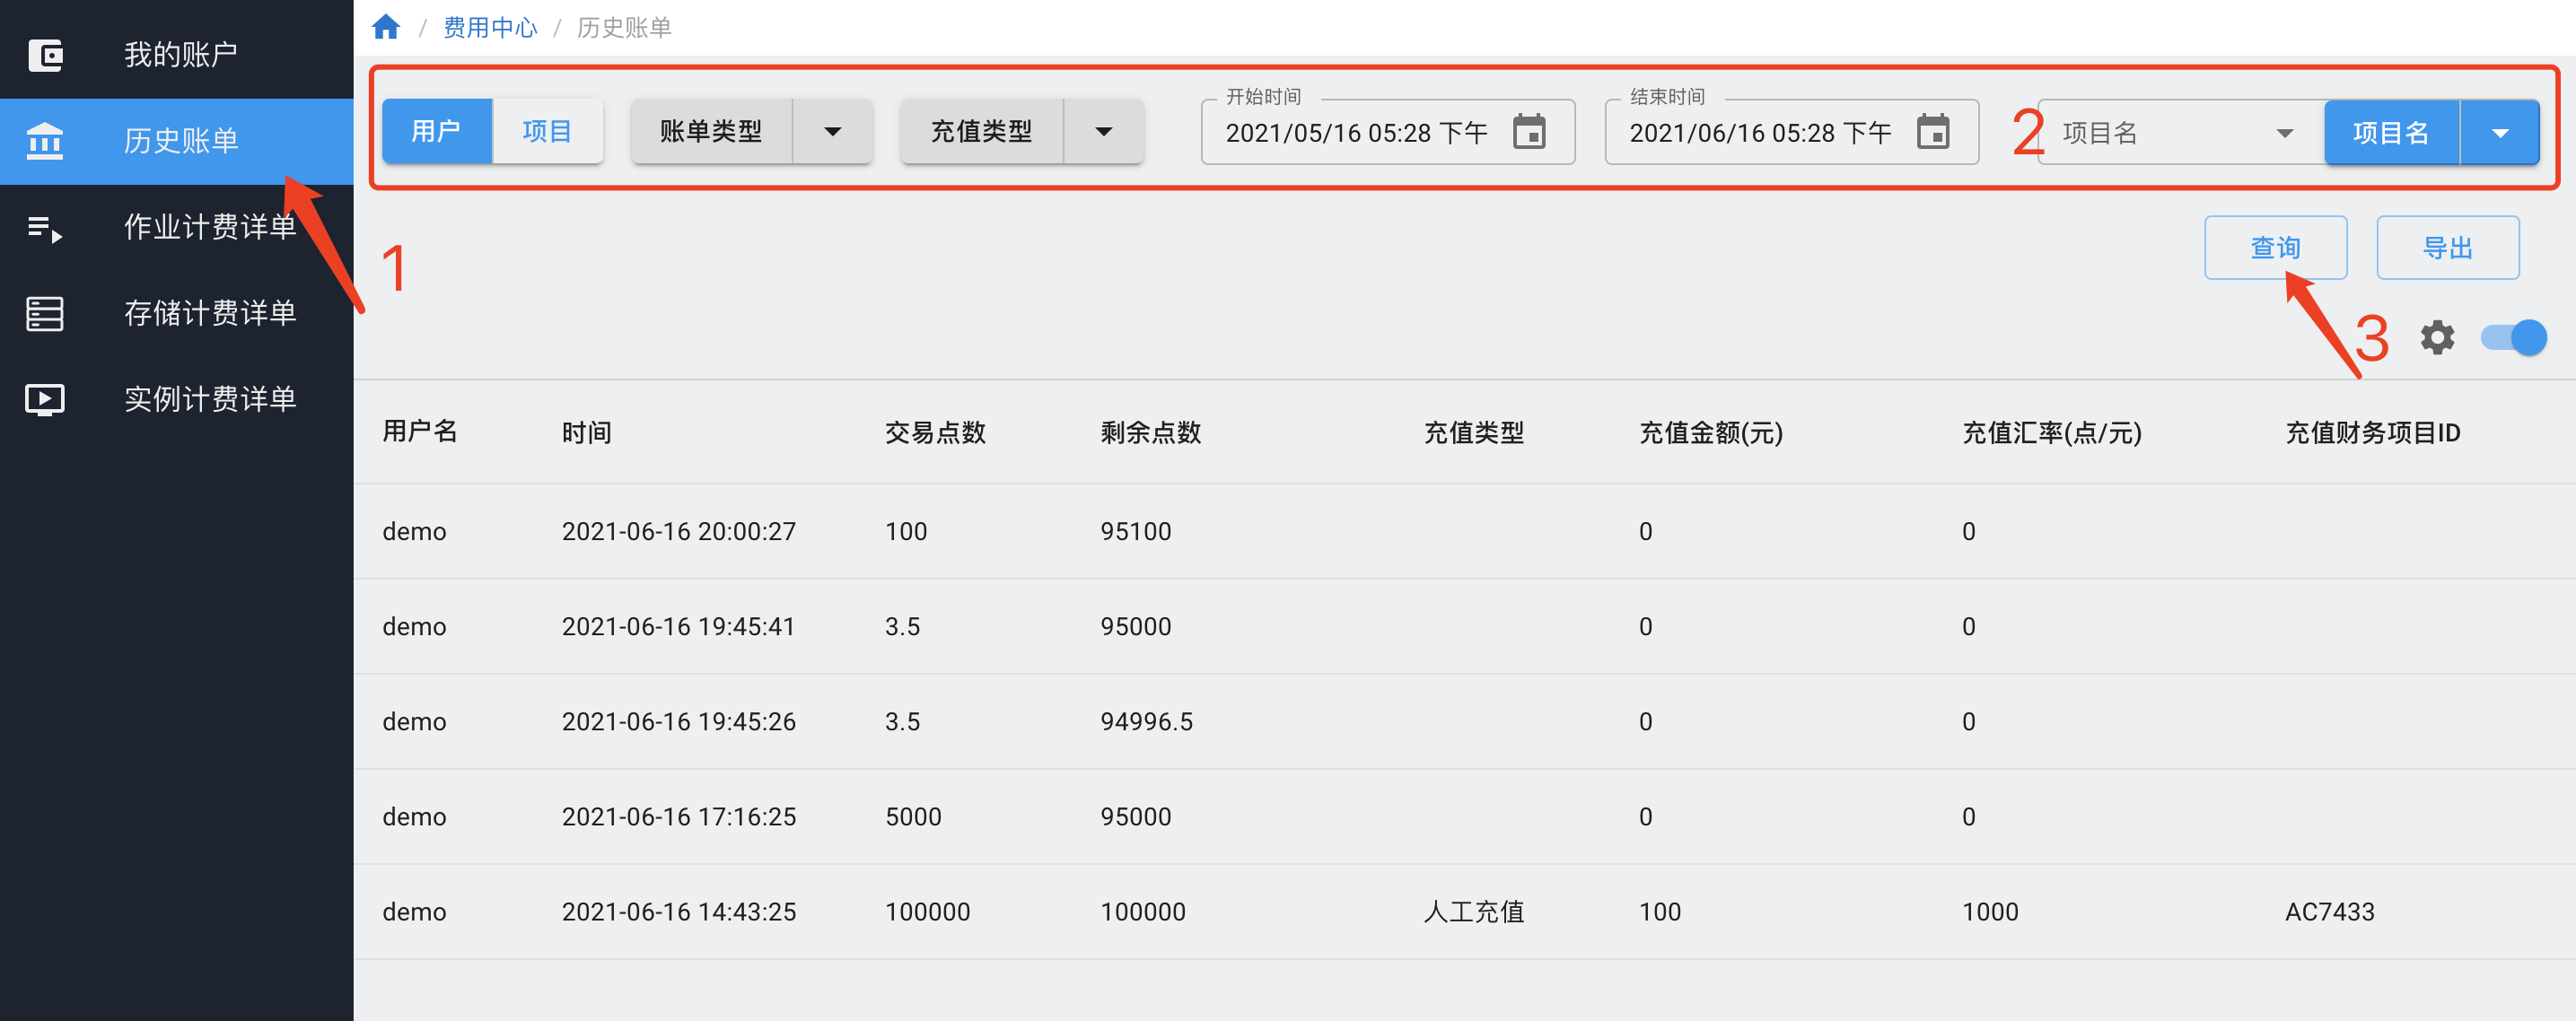 我的账户
历史账单
作业计费详单
存储计费详单
实例计费详单
/ 费用中心 / 历史账单
用户 项目 账单类型 充值类型
开始时间
2021/05/16 05:28 下午
结束时间
2021/06/16 05:28 下午
项目名 项目名
查询 导出
1
2
3
用户名 时间 交易点数 剩余点数 充值类型 充值金额(元) 充值汇率(点/元) 充值财务项目ID
demo 2021-06-16 20:00:27 100 95100 0 0
demo 2021-06-16 19:45:41 3.5 95000 0 0
demo 2021-06-16 19:45:26 3.5 94996.5 0 0
demo 2021-06-16 17:16:25 5000 95000 0 0
demo 2021-06-16 14:43:25 100000 100000 人工充值 100 1000 AC7433